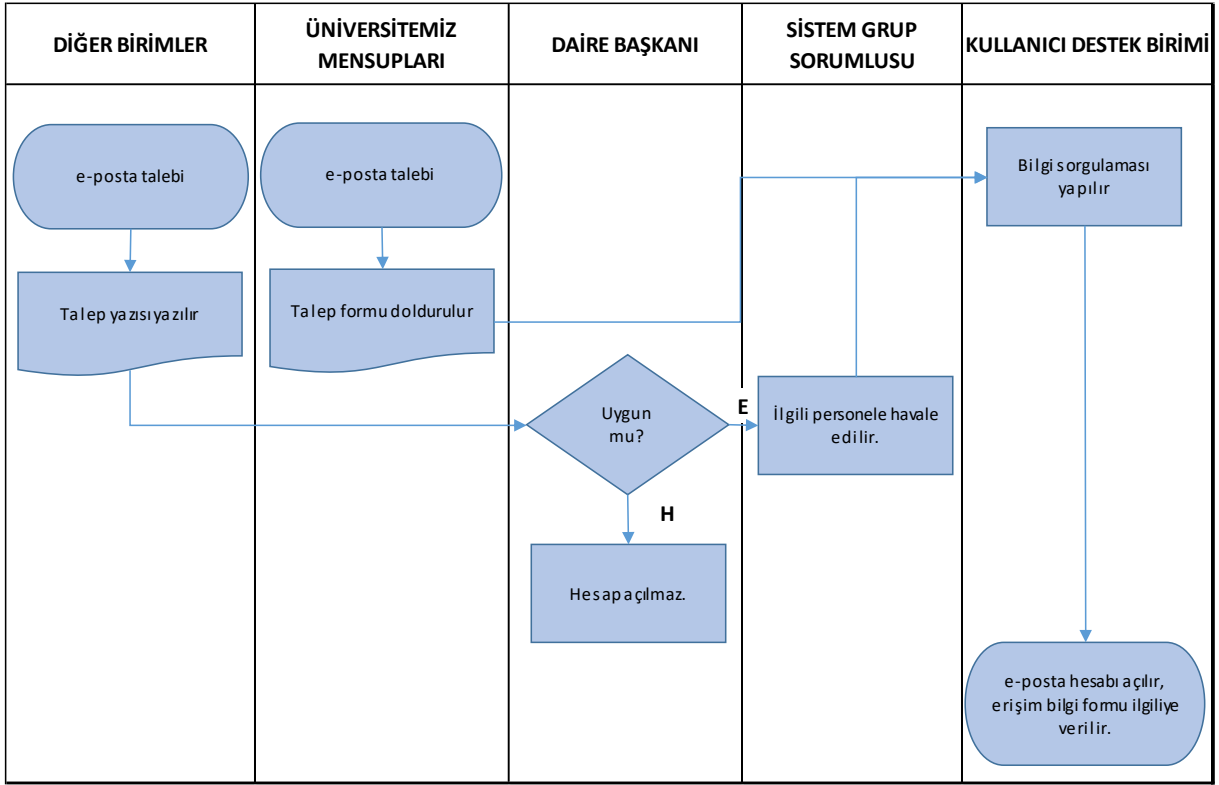 DİĞER BİRİMLER
ÜNİVERSİTEMİZ
MENSUPLARI
DAİRE BAŞKANI
SİSTEM GRUP
SORUMLUSU
KULLANICI DESTEK BİRİMİ
e-posta talebi
e-posta talebi
Bilgi sorgulaması
yapılır
Talep yazısı yazılır
Talep formu doldurulur
Uygun
mu?
E
İlgili personele havale
edilir.
H
Hesap açılmaz.
e-posta hesabı açılır,
erişim bilgi formu ilgiliye
verilir.